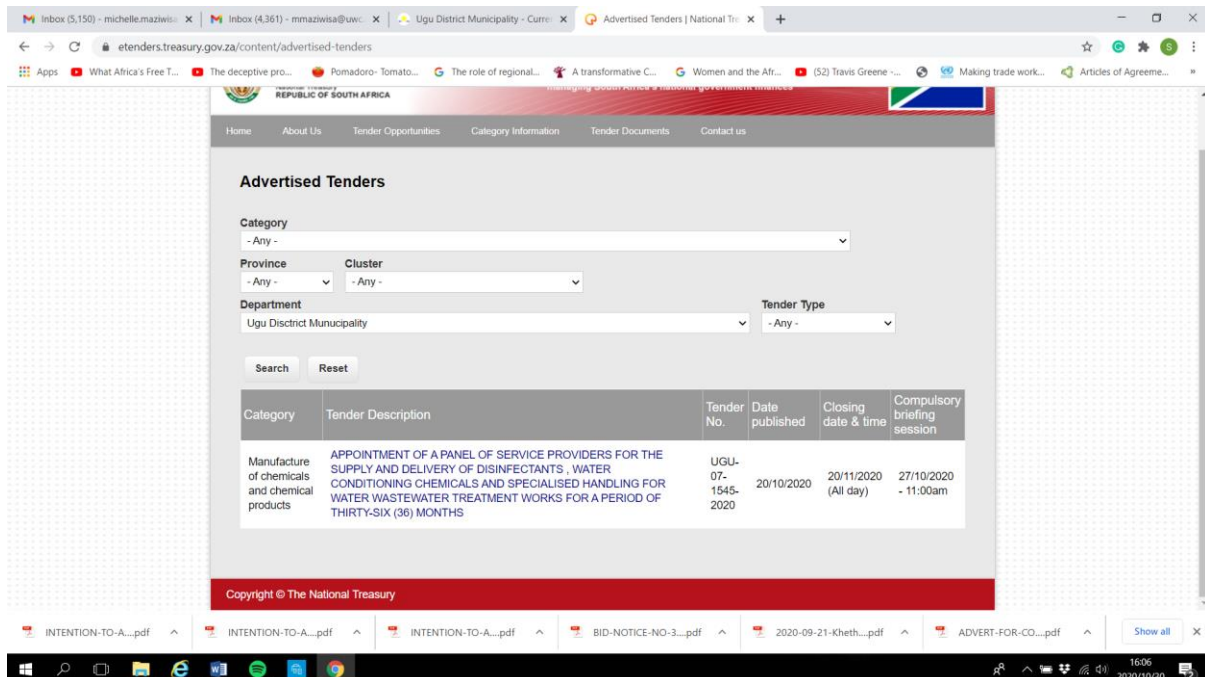 Inbox (5,150) - michelle.maziwisa
Inbox (4,361) - mmaziwisa@uwc.
Ugu District Municipality - Curre
Advertised Tenders | National Tre
etenders.treasury.gov.za/content/advertised-tenders
Apps
What Africa's Free T...
The deceptive pro...
Pomadoro- Tomato...
The role of regional...
A transformative C...
Women and the Afr...
(52) Travis Greene -...
Making trade work...
Articles of Agreeme...
REPUBLIC OF SOUTH AFRICA
Home
About Us
Tender Opportunities
Category Information
Tender Documents
Contact us
Advertised Tenders
Category
- Any -
Province
Cluster
- Any -
- Any -
Department
Tender Type
Ugu Disctrict Munucipality
- Any -
Search
Reset
Category
Tender Description
Tender
No.
Date
published
Closing
date & time
Compulsory
briefing
session
Manufacture
of chemicals
and chemical
products
APPOINTMENT OF A PANEL OF SERVICE PROVIDERS FOR THE
SUPPLY AND DELIVERY OF DISINFECTANTS , WATER
CONDITIONING CHEMICALS AND SPECIALISED HANDLING FOR
WATER WASTEWATER TREATMENT WORKS FOR A PERIOD OF
THIRTY-SIX (36) MONTHS
UGU-
07-
1545-
2020
20/10/2020
20/11/2020
(All day)
27/10/2020
- 11:00am
Copyright © The National Treasury
INTENTION-TO-A....pdf
INTENTION-TO-A....pdf
INTENTION-TO-A....pdf
BID-NOTICE-NO-3....pdf
2020-09-21-Kheth....pdf
ADVERT-FOR-CO....pdf
Show all
16:06
2020/10/20